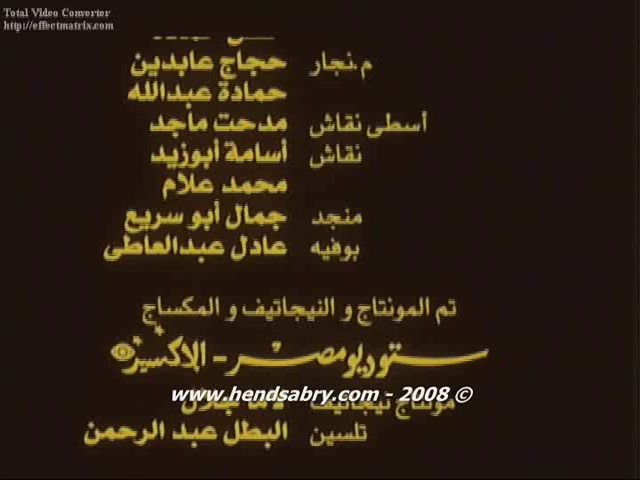 Total Video Converter
http://effectmatrix.com
م.نجار حجاج عابدين
حمادة عبدالله
أسطى نقاش مدحت ماجد
نقاش أسامة أبوزيد
محمد علام
منجد جمال أبو سريع
بوفيه عادل عبدالعاطى
تم المونتاج و النيجاتيف و المكساج
ستوديو مصر - الاكسير
www.hendsabry.com - 2008 ©
مونتاج نيجاتيف
تلسين البطل عبد الرحمن